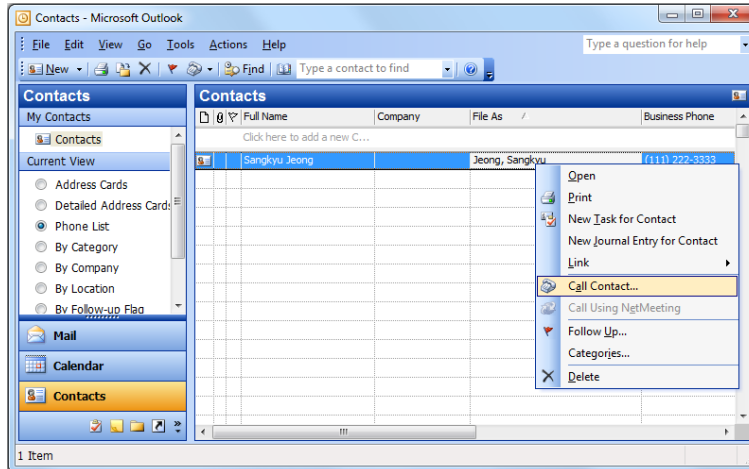 Contacts - Microsoft Outlook
File Edit View Go Tools Actions Help Type a question for help
New Find Type a contact to find
Contacts
My Contacts
Contacts
Current View
Address Cards
Detailed Address Cards
Phone List
By Category
By Company
By Location
By Follow-up Flag
Mail
Calendar
Contacts
Contacts
Full Name Company File As Business Phone
Click here to add a new C...
Sangkyu Jeong Jeong, Sangkyu (111) 222-3333
Open
Print
New Task for Contact
New Journal Entry for Contact
Link
Call Contact...
Call Using NetMeeting
Follow Up...
Categories...
Delete
1 Item